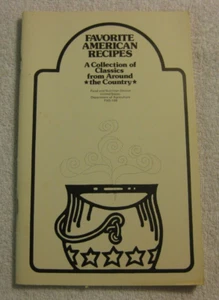 FAVORITE
AMERICAN
RECIPES
A Collection of
Classics
from Around
★the Country★